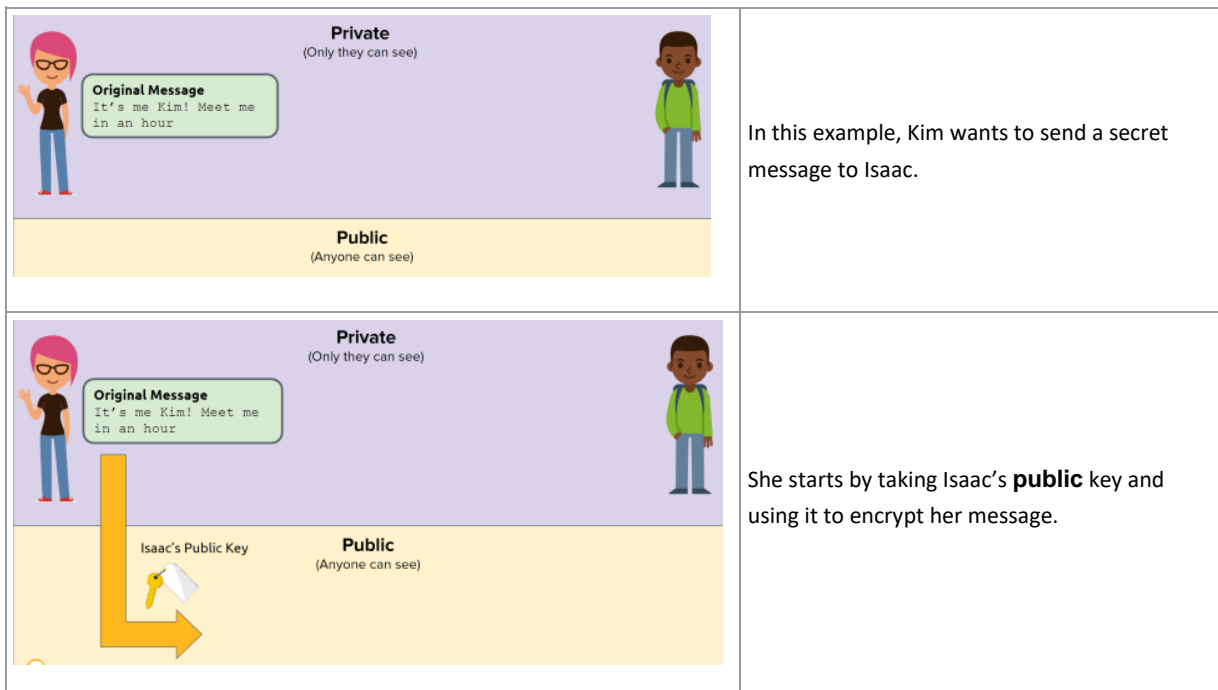 Private
(Only they can see)
Original Message
It's me Kim! Meet me
in an hour
Public
(Anyone can see)
In this example, Kim wants to send a secret
message to Isaac.
Private
(Only they can see)
Original Message
It's me Kim! Meet me
in an hour
Isaac's Public Key
Public
(Anyone can see)
She starts by taking Isaac’s public key and
using it to encrypt her message.